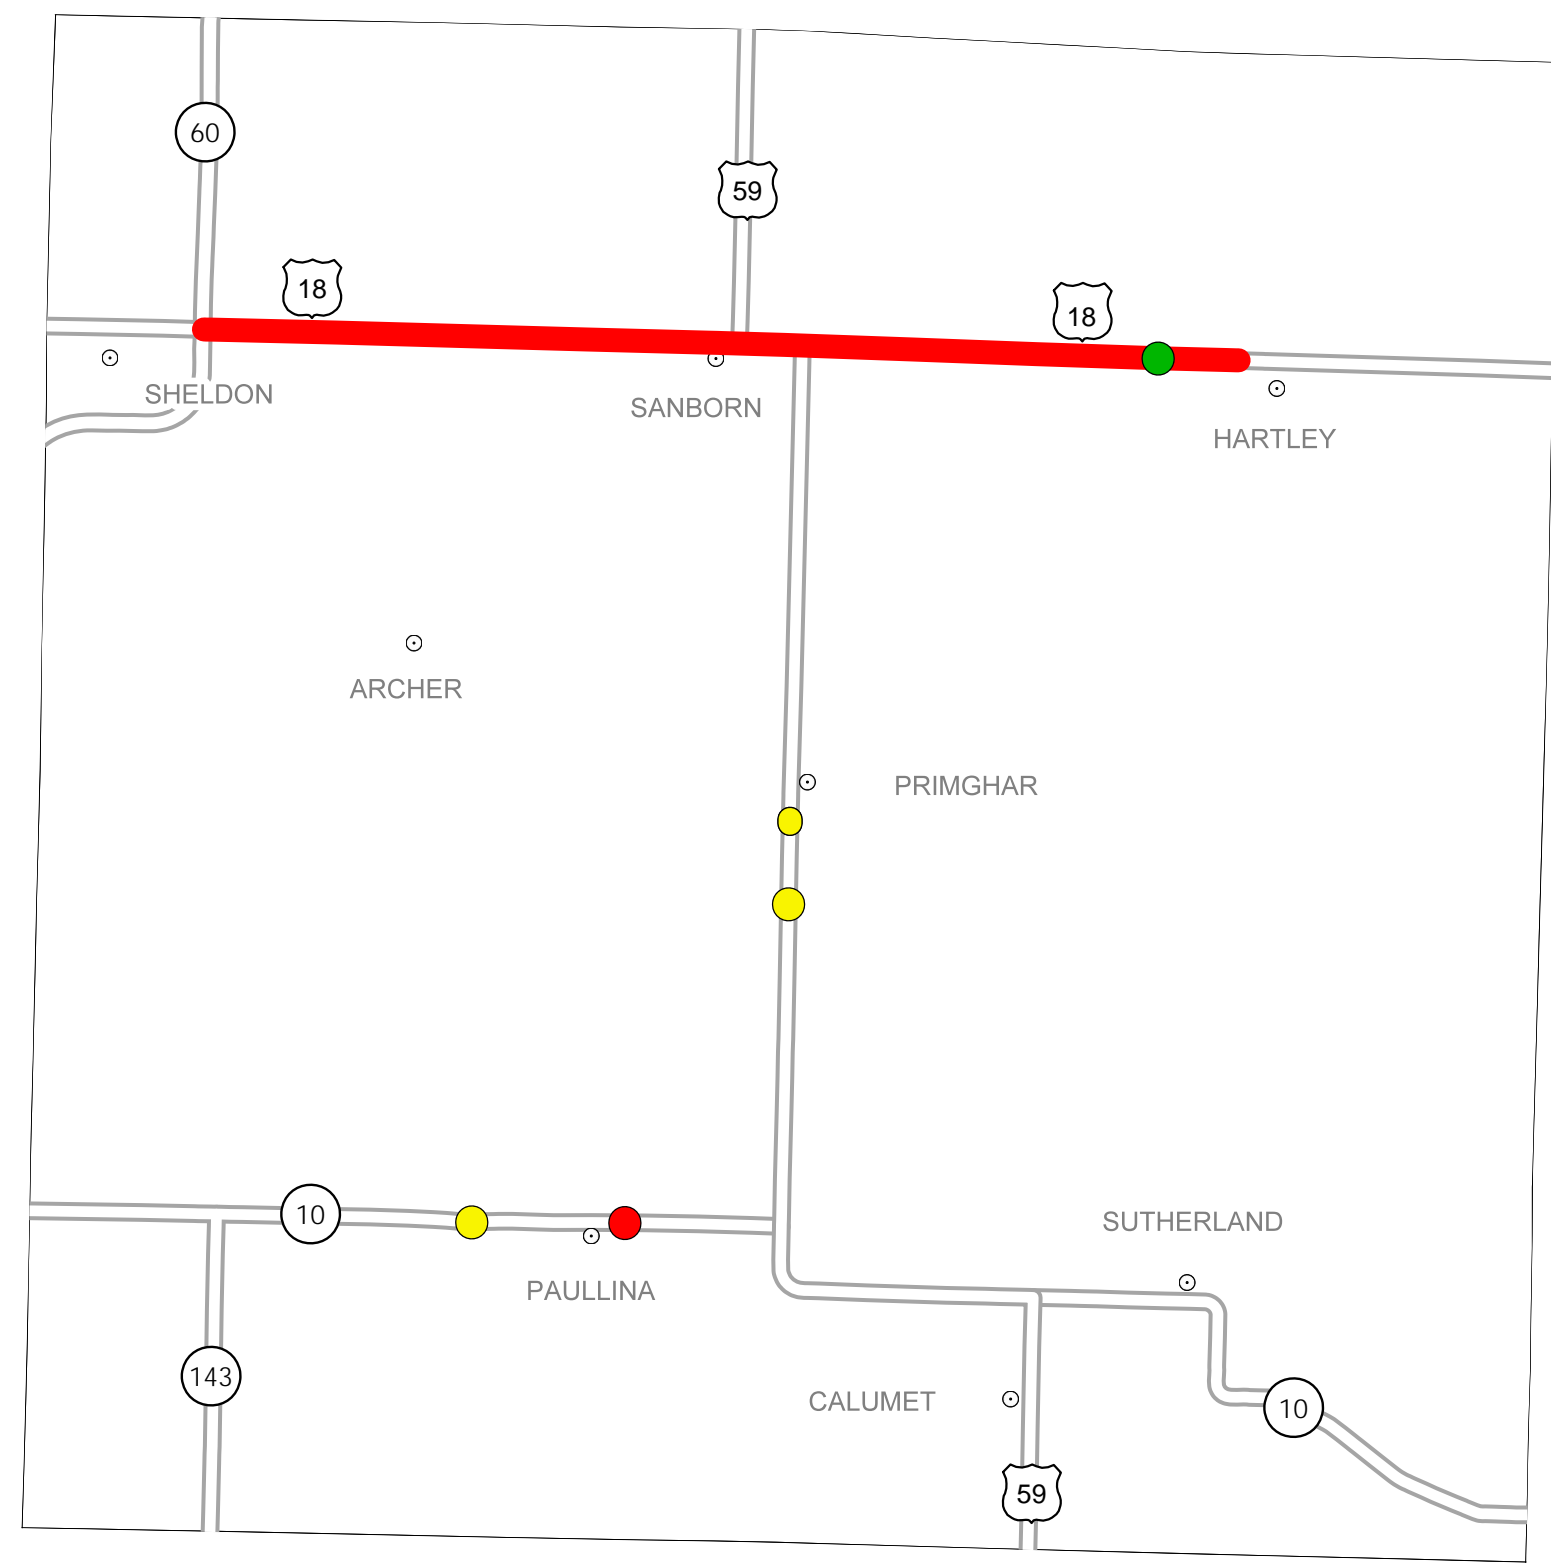 60
59
18
18
SHELDON
SANBORN
HARTLEY
ARCHER
PRIMGHAR
10
SUTHERLAND
PAULLINA
143
CALUMET
10
59